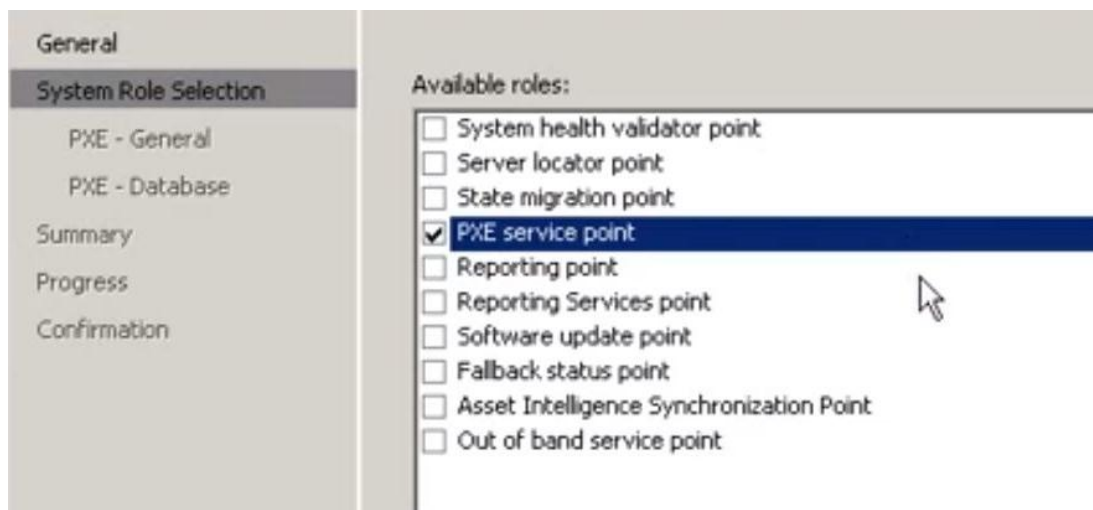 General
System Role Selection
PXE - General
PXE - Database
Summary
Progress
Confirmation
Available roles:
System health validator point
Server locator point
State migration point
PXE service point
Reporting point
Reporting Services point
Software update point
Fallback status point
Asset Intelligence Synchronization Point
Out of band service point